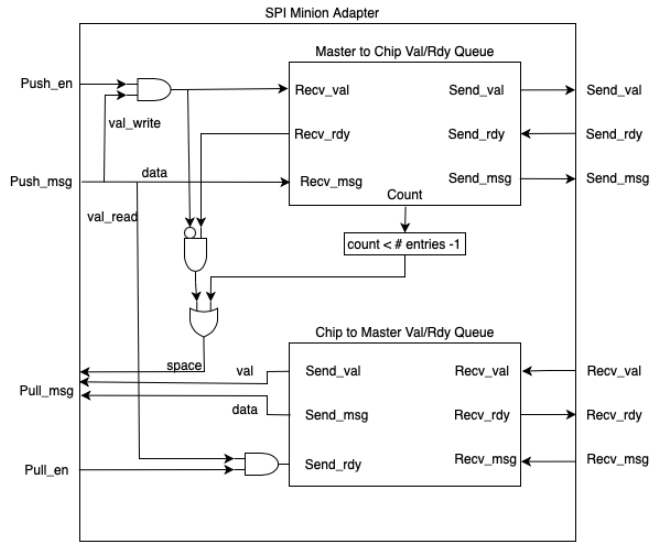 SPI Minion Adapter
Master to Chip Val/Rdy Queue
Push_en
Recv_val
Send_val
Send_val
val_write
Recv_rdy
Send_rdy
Send_rdy
Push_msg
data
Recv_msg
Send_msg
Send_msg
Count
val_read
count < # entries -1
Chip to Master Val/Rdy Queue
space
val
Send_val
Recv_val
Recv_val
Pull_msg
data
Send_msg
Recv_rdy
Recv_rdy
Pull_en
Send_rdy
Recv_msg
Recv_msg